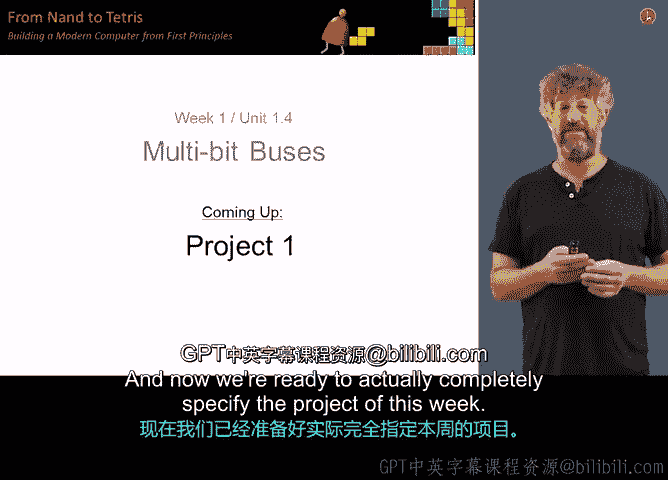 From Nand to Tetris
Building a Modern Computer from First Principles
Week 1 / Unit 1.4
Multi-bit Buses
Coming Up:
Project 1
GPT中英字幕课程资源@bilibili.com
And now we're ready to actually completely
specify the project of this week.
现在我们已经准备好实际完全指定本周的项目。
GPT中英字幕课程资源@bilibili.com